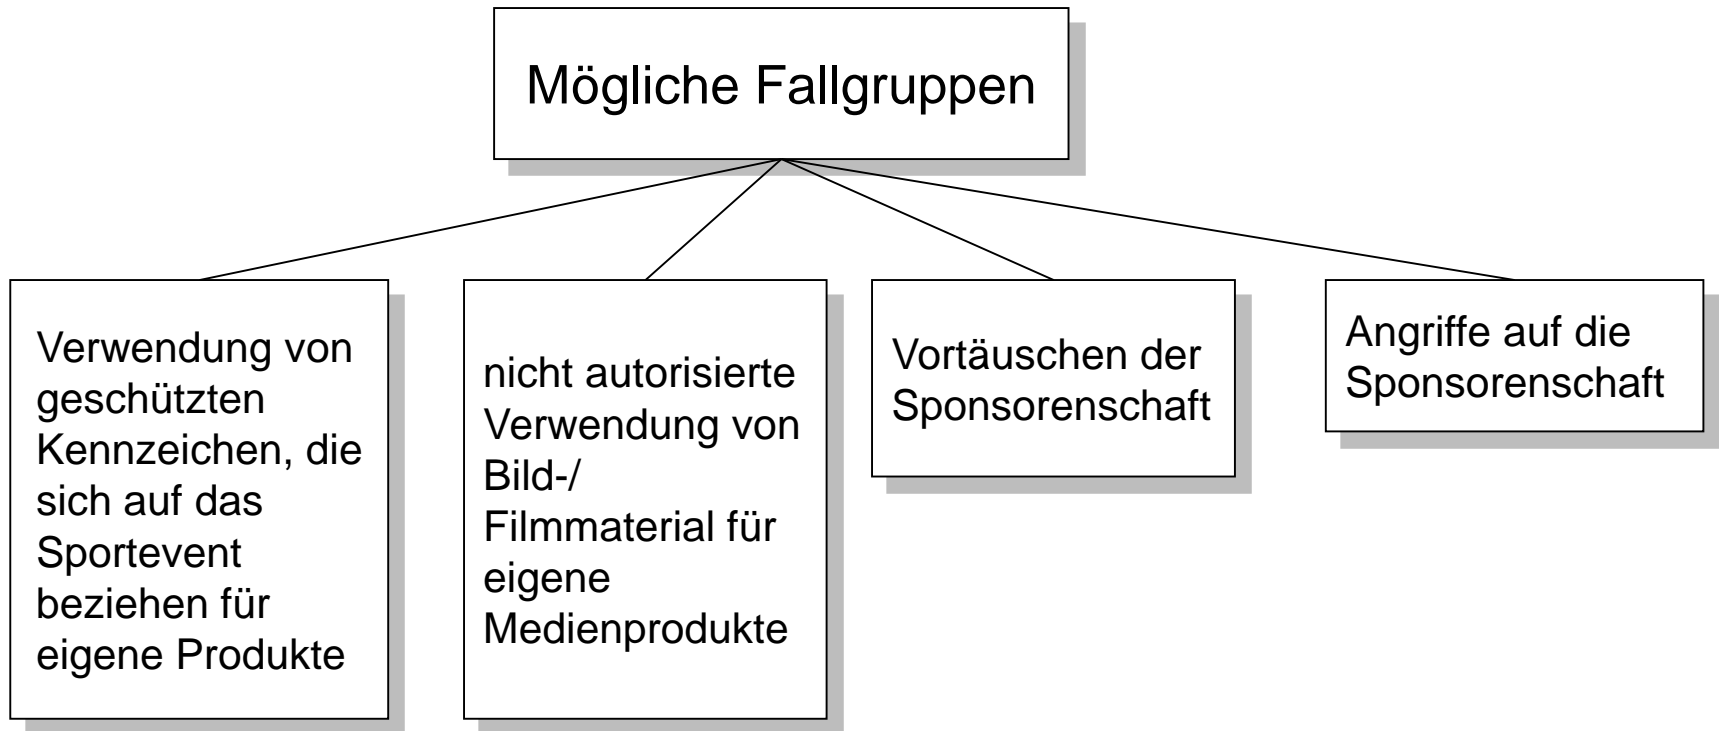 Mögliche Fallgruppen
Verwendung von
geschützten
Kennzeichen, die
sich auf das
Sportevent
beziehen für
eigene Produkte
nicht autorisierte
Verwendung von
Bild-/
Filmmaterial für
eigene
Medienprodukte
Vortäuschen der
Sponsorenschaft
Angriffe auf die
Sponsorenschaft